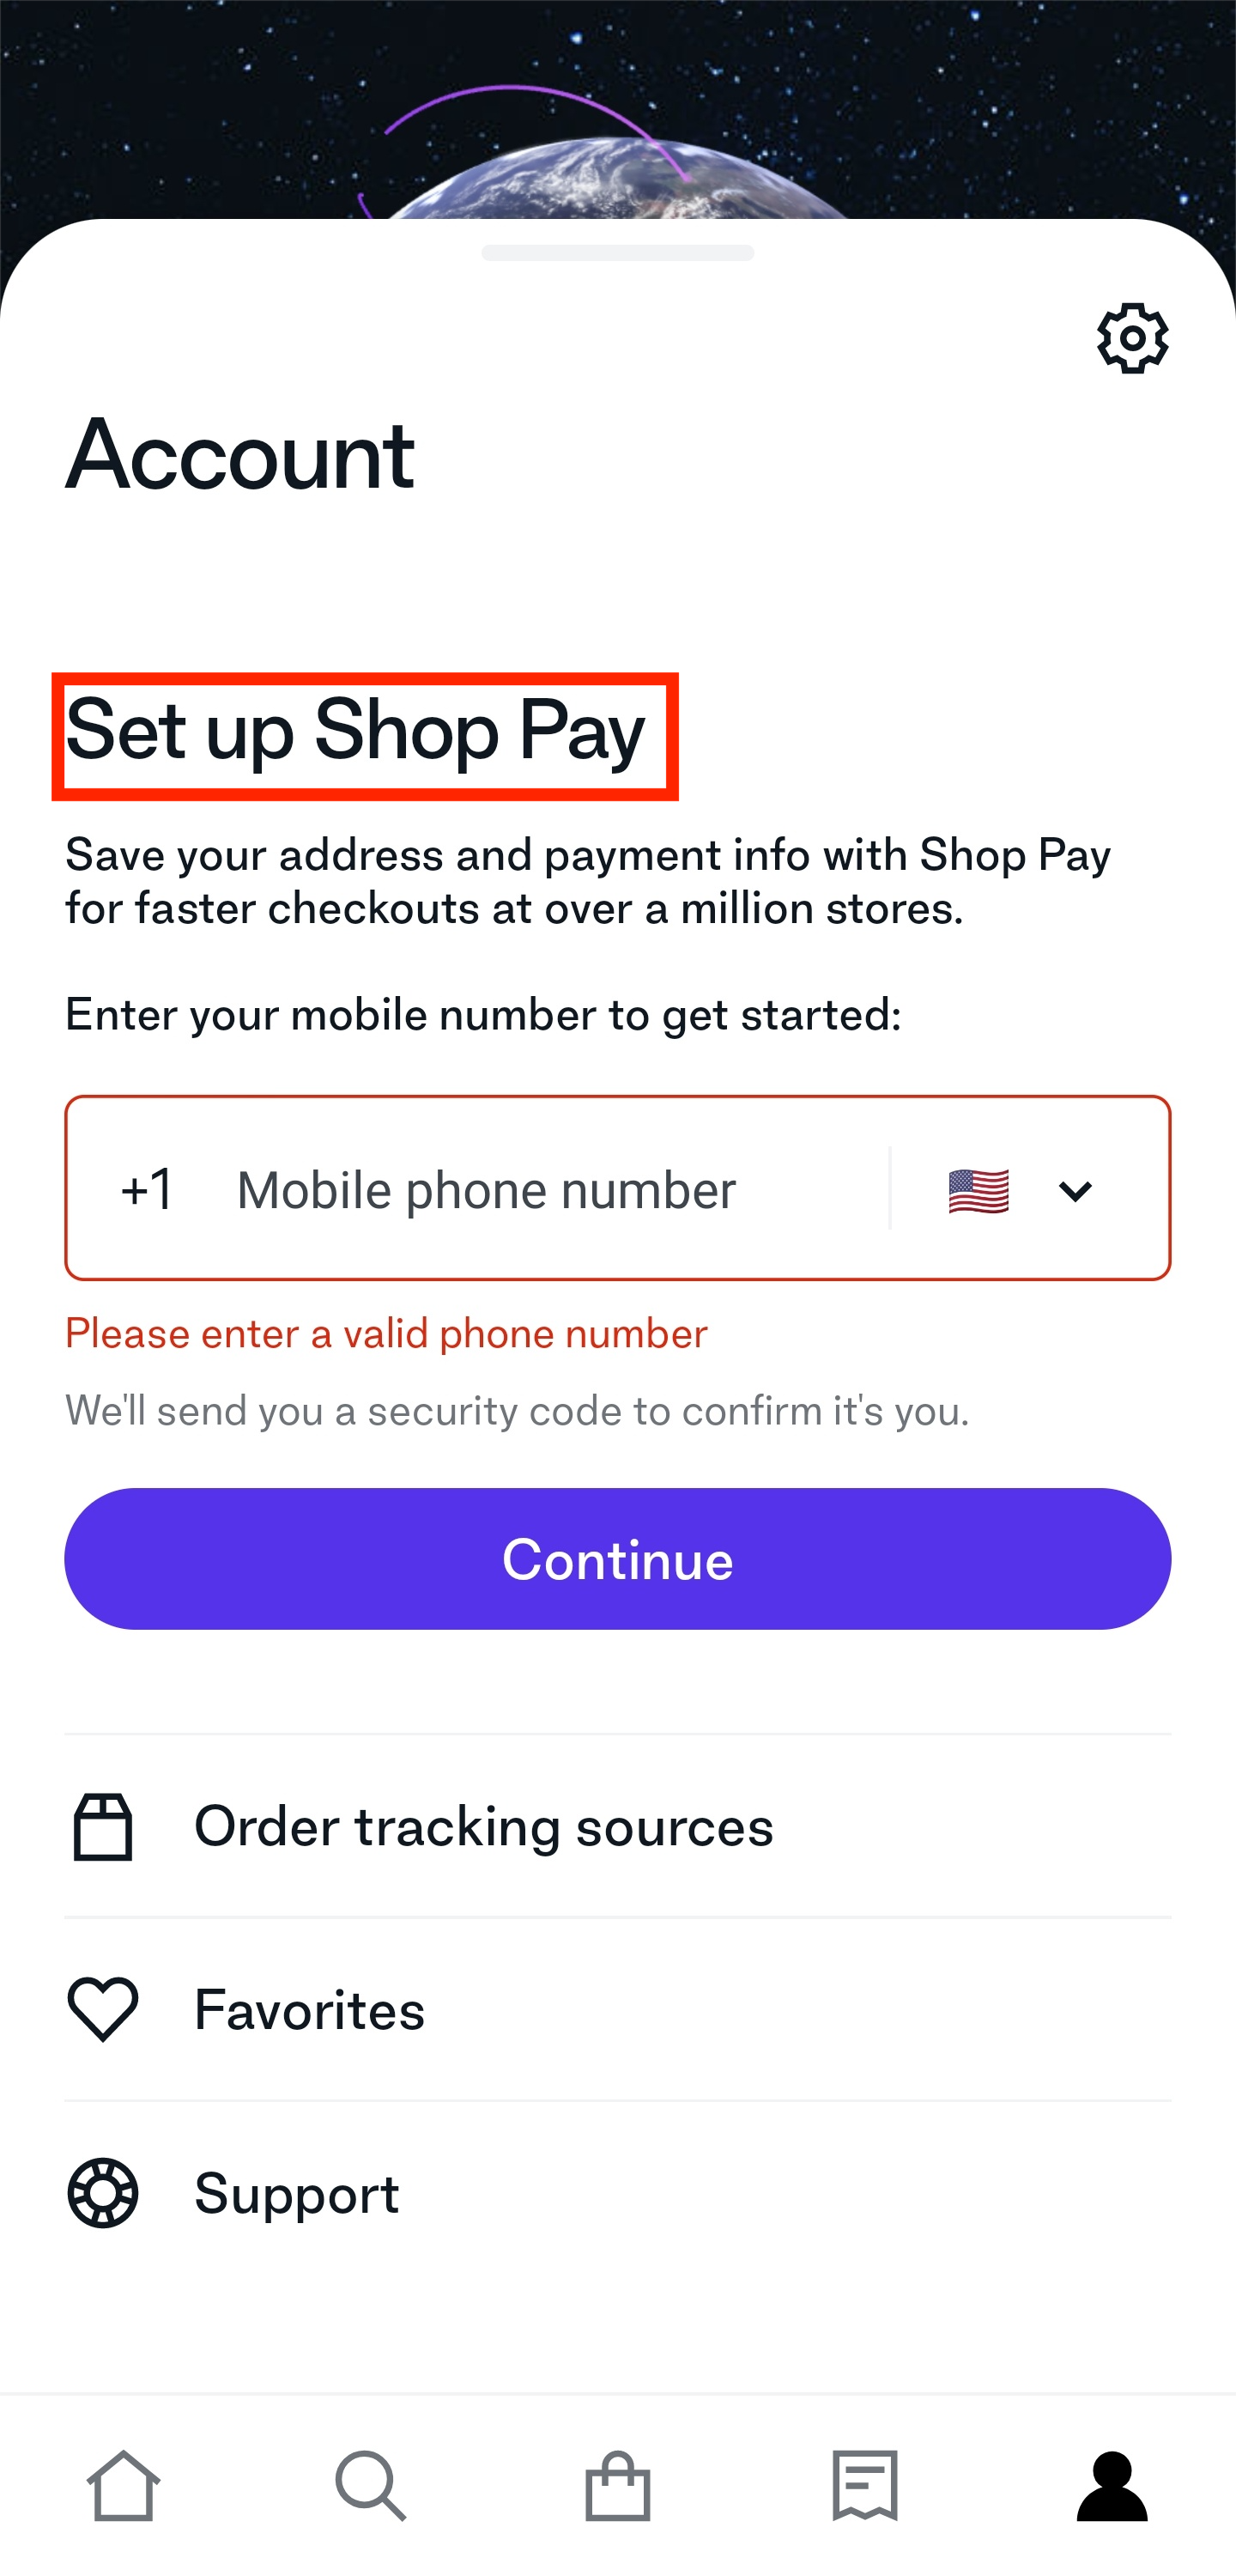 Account
Set up Shop Pay
Save your address and payment info with Shop Pay
for faster checkouts at over a million stores.
Enter your mobile number to get started:
+1 Mobile phone number
Please enter a valid phone number
We'll send you a security code to confirm it's you.
Continue
Order tracking sources
Favorites
Support